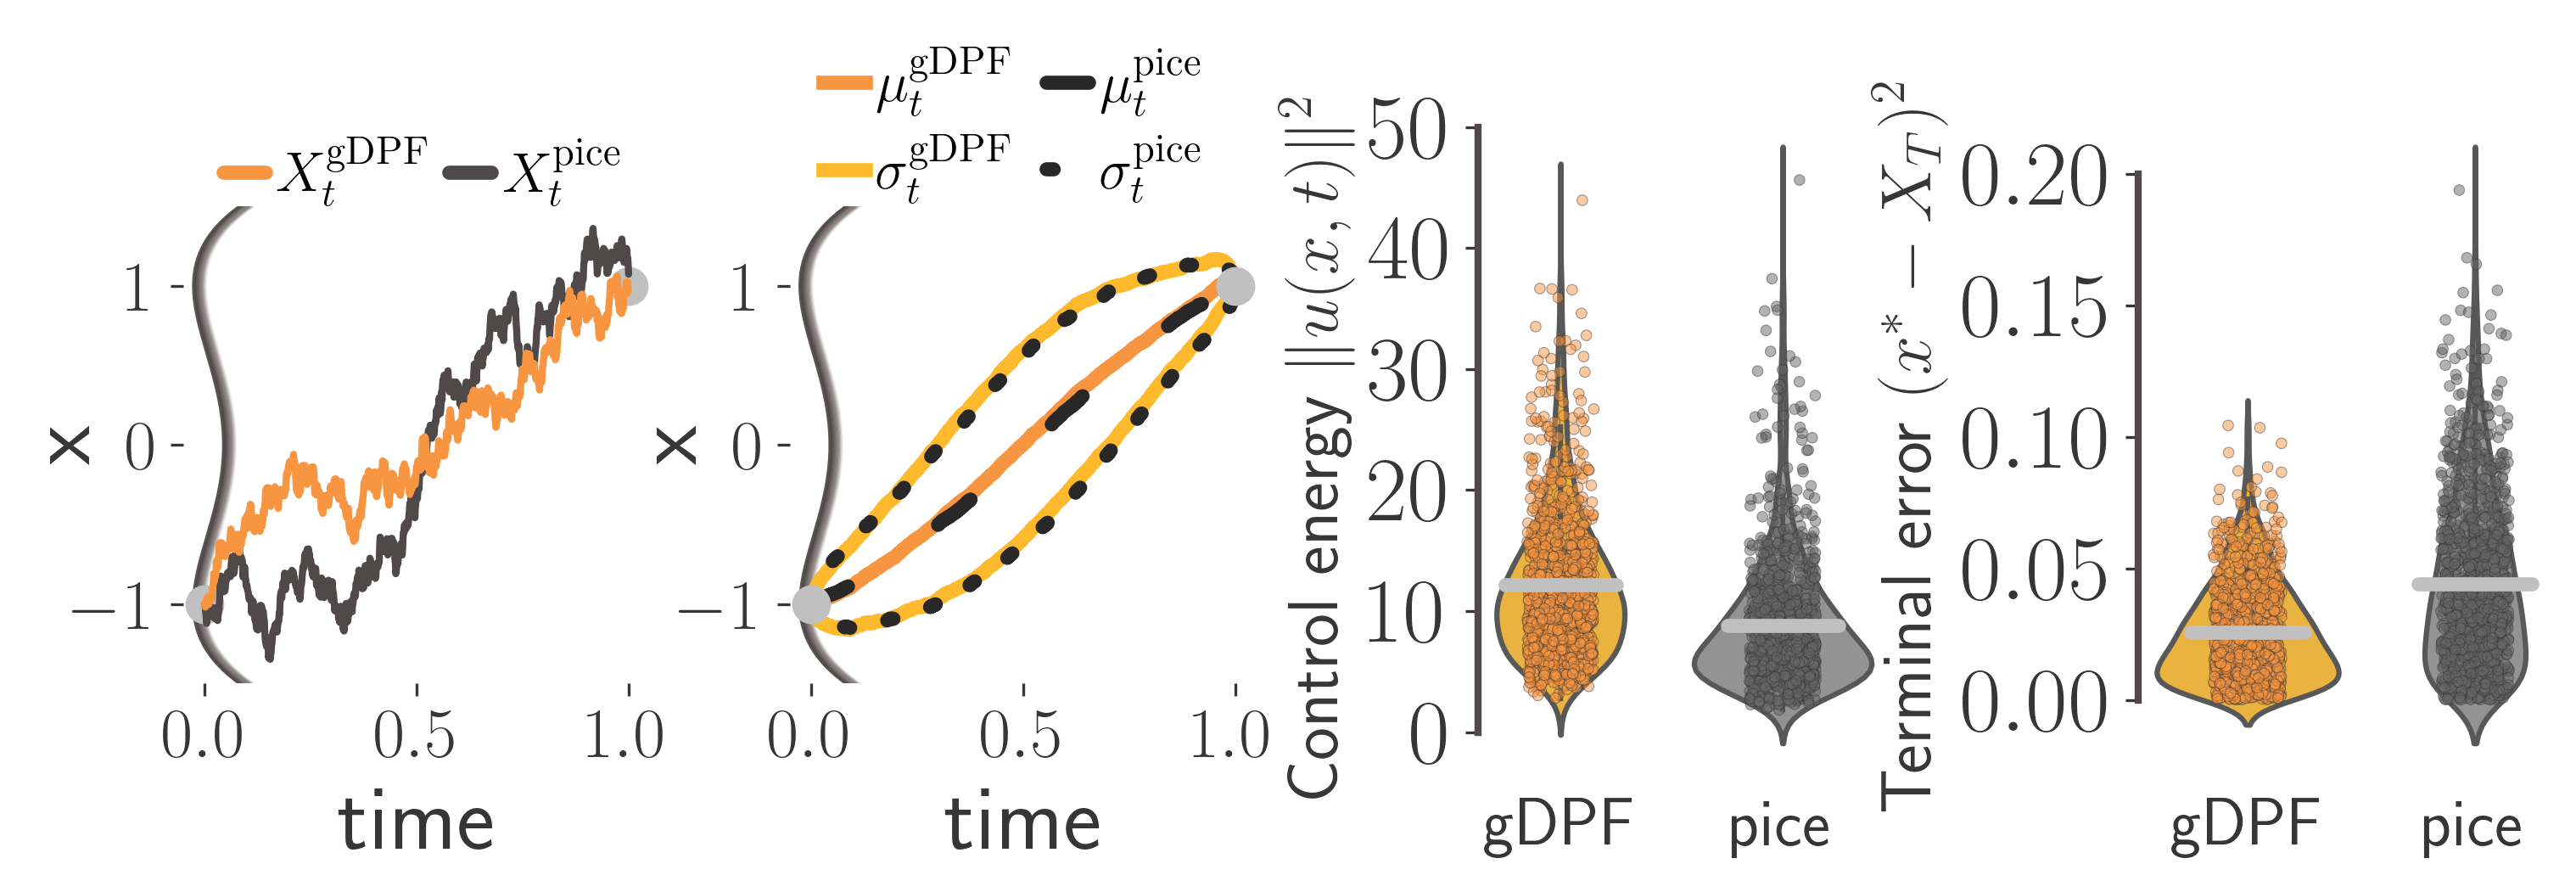 X_t^gDPF X_t^pice
x
1
0
−1
0.0 0.5 1.0
time
μ_t^gDPF μ_t^pice
σ_t^gDPF σ_t^pice
x
1
0
−1
0.0 0.5 1.0
time
Control energy ‖u(x, t)‖²
50
40
30
20
10
0
gDPF pice
Terminal error (x* − X_T)²
0.20
0.15
0.10
0.05
0.00
gDPF pice